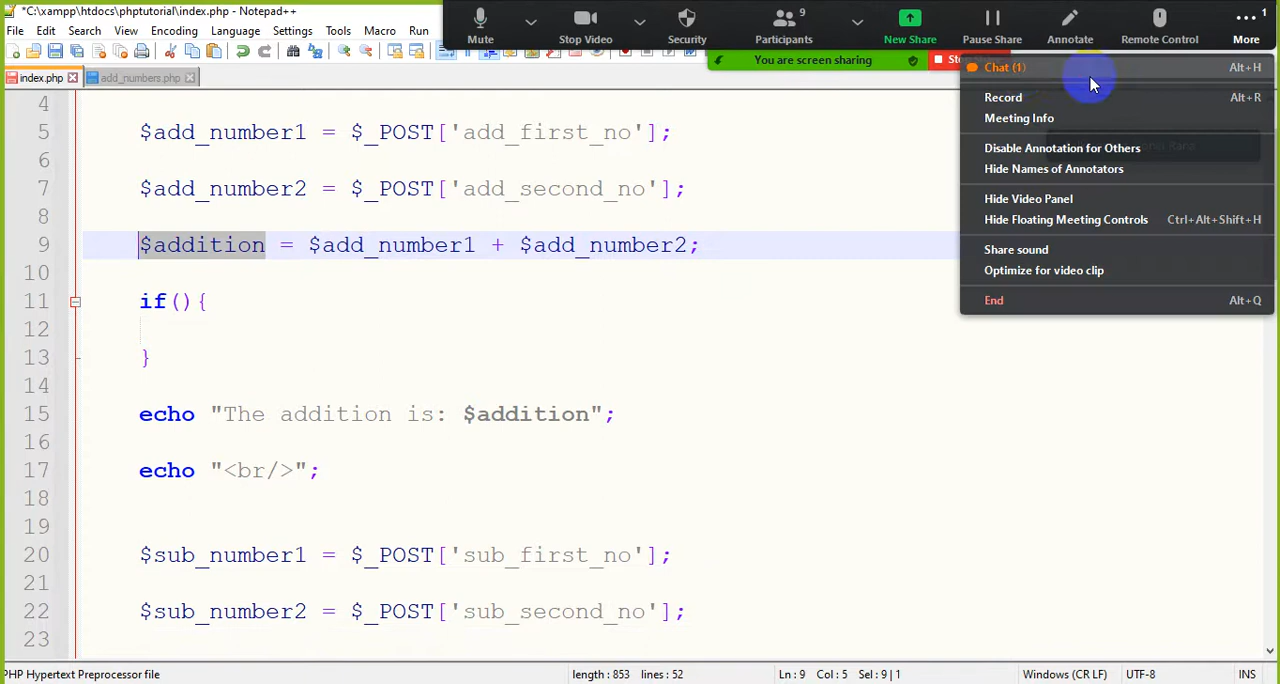 *C:\xampp\htdocs\phptutorial\index.php - Notepad++
File Edit Search View Encoding Language Settings Tools Macro Run
Mute Stop Video Security Participants 9 New Share Pause Share Annotate Remote Control More 1
You are screen sharing
index.php add_numbers.php
Chat (1) Alt+H
Record Alt+R
Meeting Info
Disable Annotation for Others
Hide Names of Annotators
Hide Video Panel
Hide Floating Meeting Controls Ctrl+Alt+Shift+H
Share sound
Optimize for video clip
End Alt+Q
4
5 $add_number1 = $_POST['add_first_no'];
6
7 $add_number2 = $_POST['add_second_no'];
8
9 $addition = $add_number1 + $add_number2;
10
11 if(){
12
13 }
14
15 echo "The addition is: $addition";
16
17 echo "<br/>";
18
19
20 $sub_number1 = $_POST['sub_first_no'];
21
22 $sub_number2 = $_POST['sub_second_no'];
23
PHP Hypertext Preprocessor file length : 853 lines : 52 Ln : 9 Col : 5 Sel : 9 | 1 Windows (CR LF) UTF-8 INS